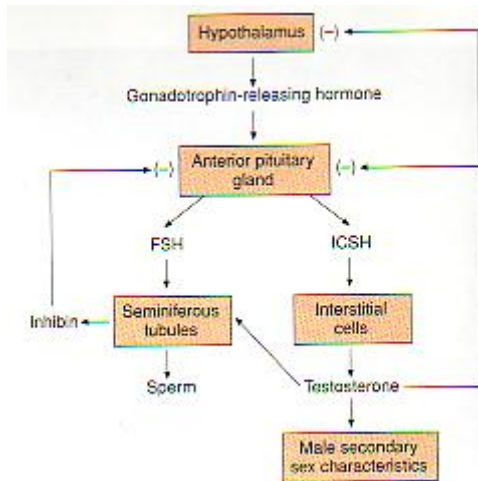 Hypothalamus (−)
Gonadotrophin-releasing hormone
(−) Anterior pituitary (−)
gland
FSH ICSH
Inhibin Seminiferous
tubules
Interstitial
cells
Sperm Testosterone
Male secondary
sex characteristics